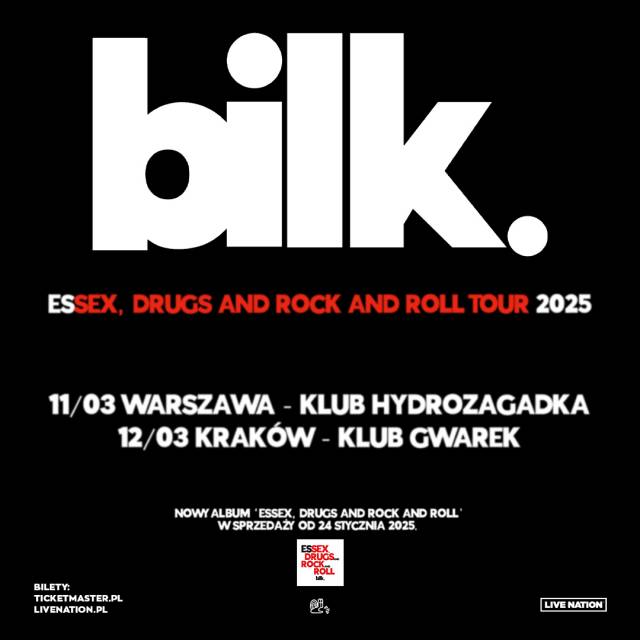 bilk.
ESSEX, DRUGS AND ROCK AND ROLL TOUR 2025
11/03 WARSZAWA - KLUB HYDROZAGADKA
12/03 KRAKÓW - KLUB GWAREK
NOWY ALBUM 'ESSEX, DRUGS AND ROCK AND ROLL'
W SPRZEDAŻY OD 24 STYCZNIA 2025.
ESSEX
DRUGS AND
ROCK AND
ROLL
bilk.
BILETY:
TICKETMASTER.PL
LIVENATION.PL
LIVE NATION